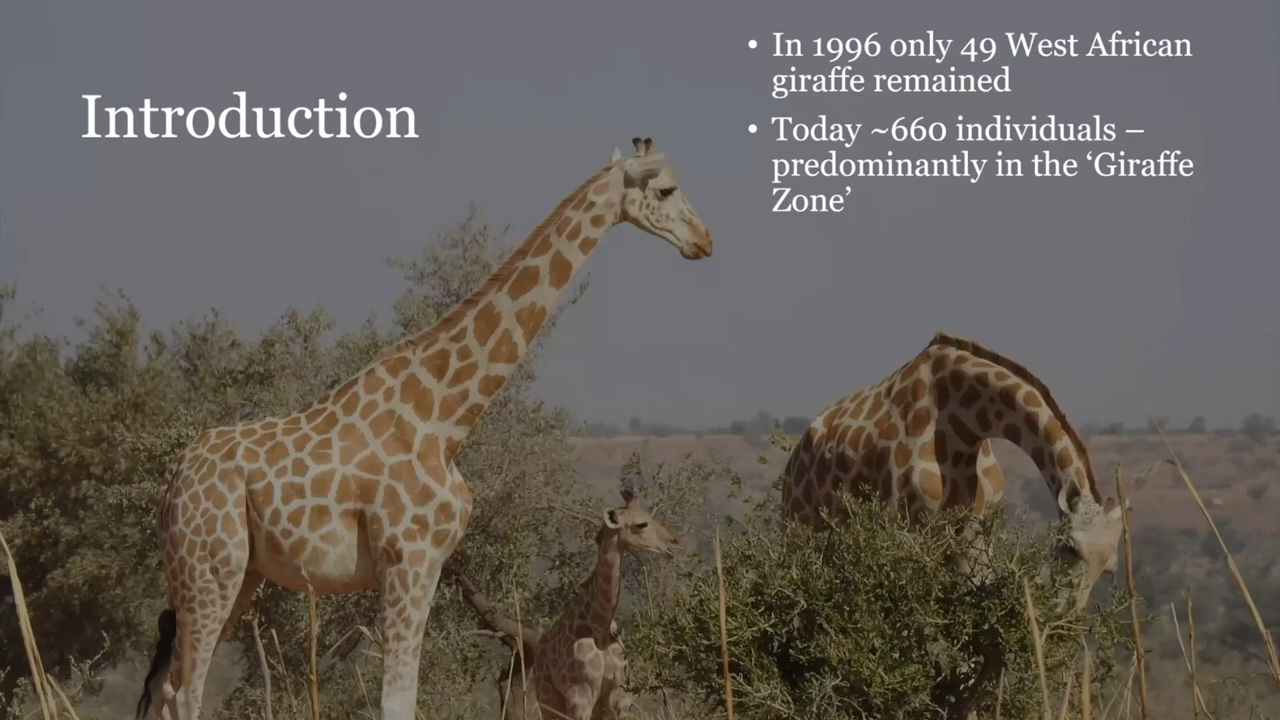 Introduction
• In 1996 only 49 West African
giraffe remained
• Today ~660 individuals –
predominantly in the ‘Giraffe
Zone’